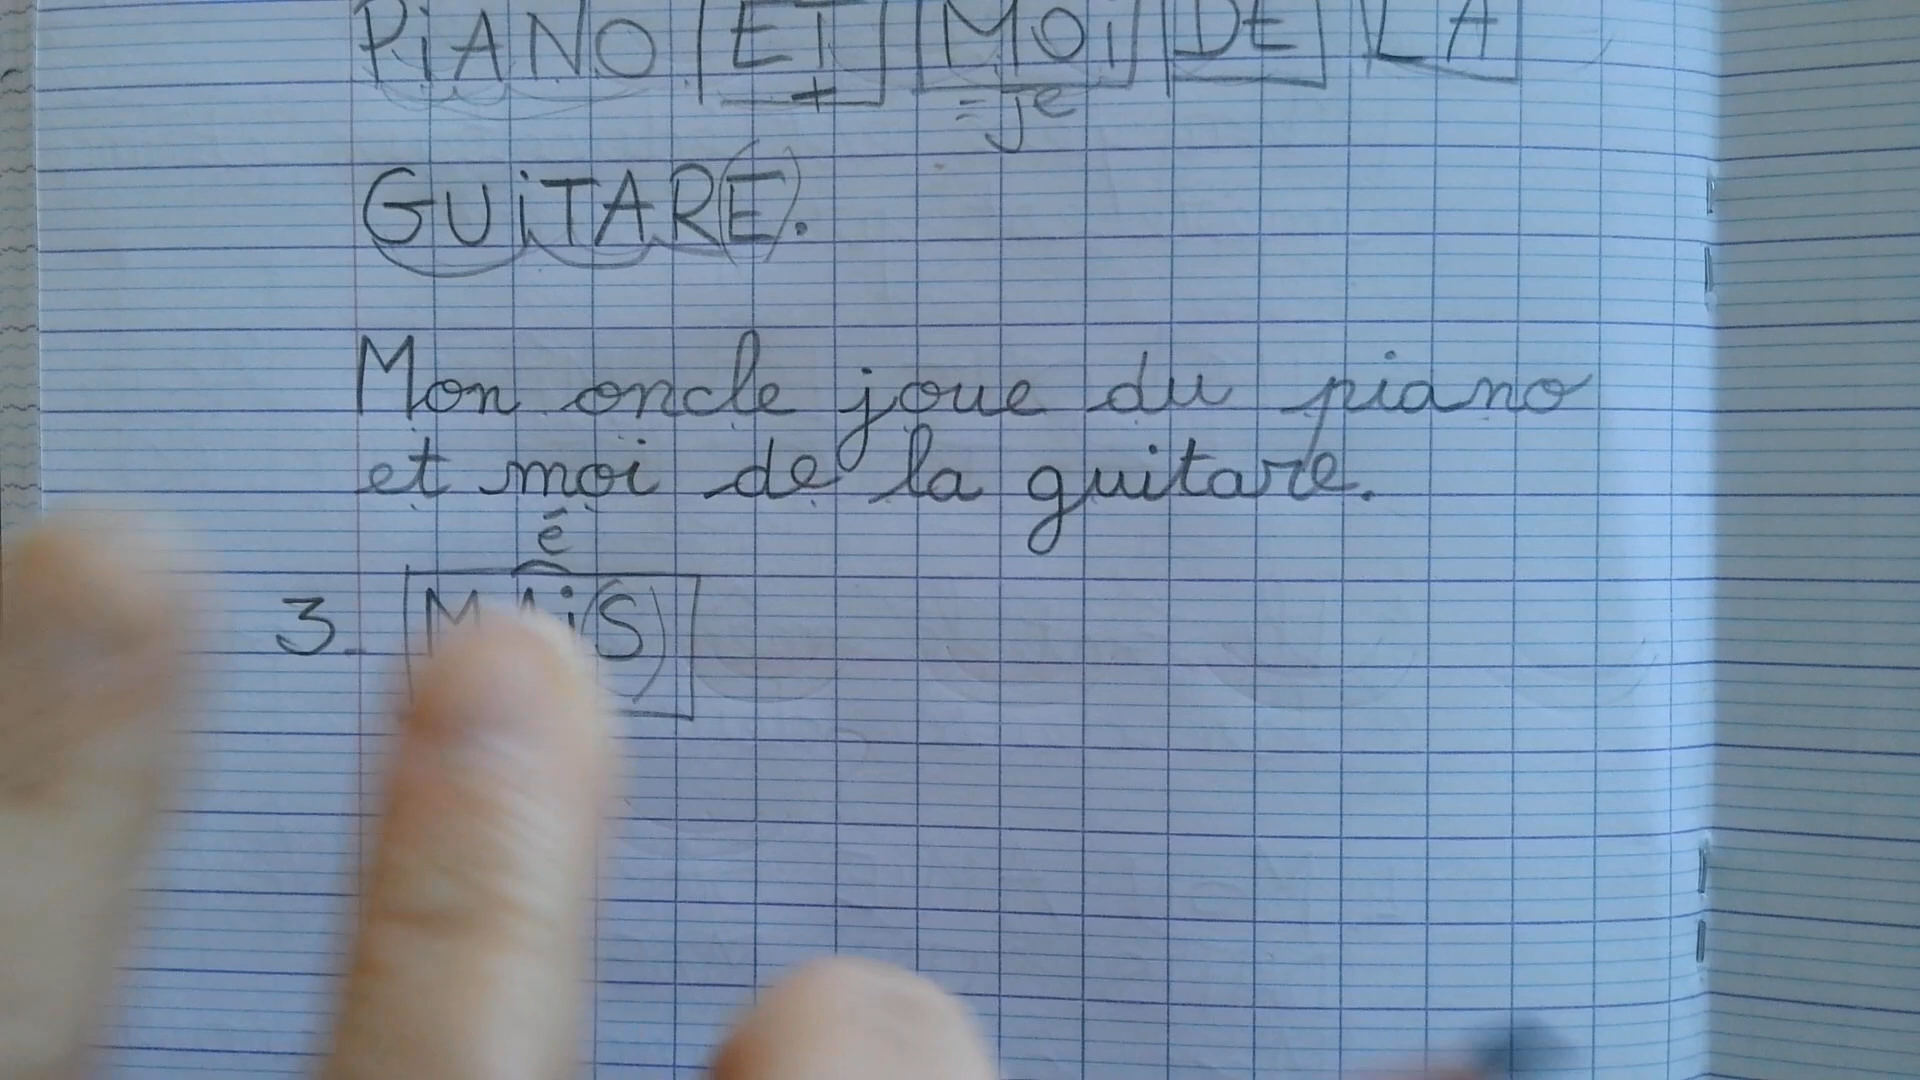 PiANO ET MOi DE LA
+ = je
GUiTARE.
Mon oncle joue du piano
et moi de la guitare.
ē
3. MAiS